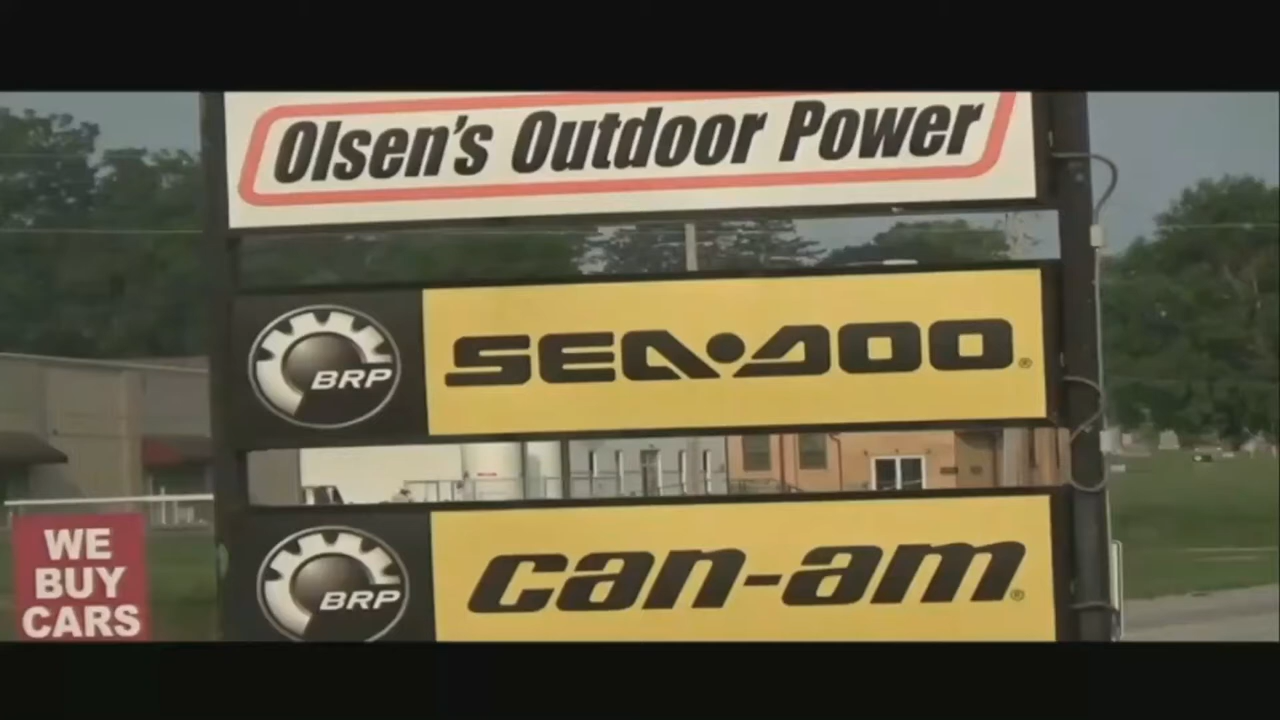 Olsen's Outdoor Power
BRP
SEA-DOO®
BRP
can-am®
WE
BUY
CARS